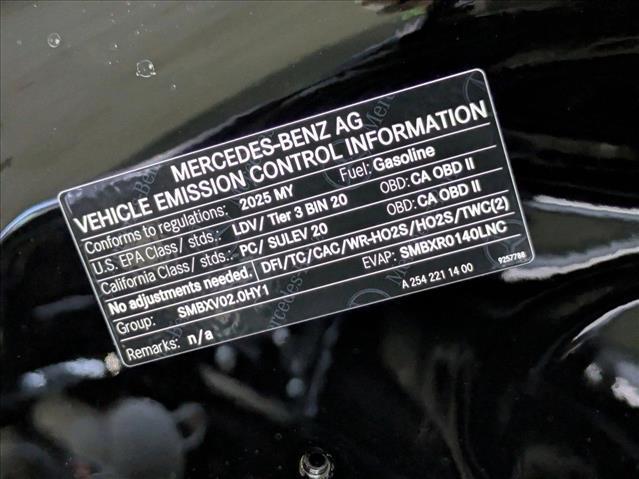 MERCEDES-BENZ AG
VEHICLE EMISSION CONTROL INFORMATION
Conforms to regulations: 2025 MY Fuel: Gasoline
U.S. EPA Class/ stds.: LDV/ Tier 3 BIN 20 OBD: CA OBD II
California Class/ stds.: PC/ SULEV 20 OBD: CA OBD II
No adjustments needed. DFI/TC/CAC/WR-HO2S/HO2S/TWC(2)
Group: SMBXV02.0HY1 EVAP: SMBXR0140LNC
Remarks: n/a A 254 221 14 00 9257788